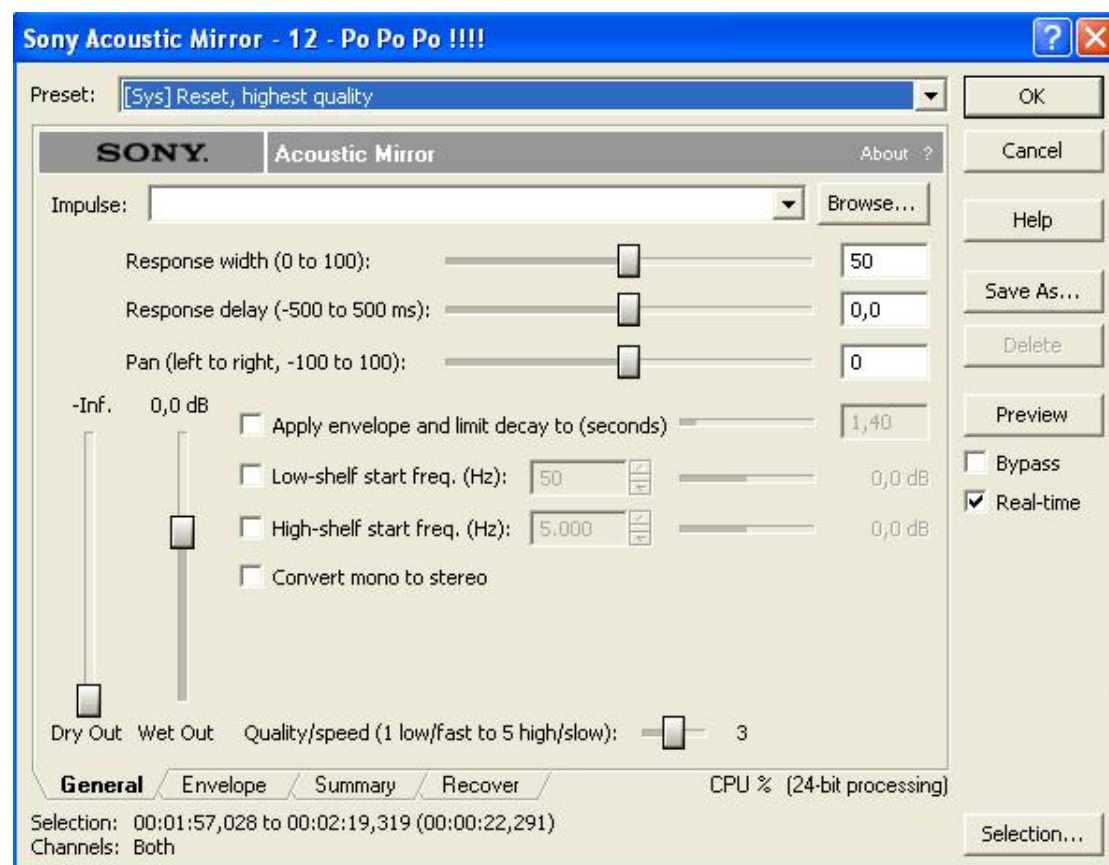 Sony Acoustic Mirror - 12 - Po Po Po !!!!
Preset: [Sys] Reset, highest quality
OK
SONY. Acoustic Mirror About ?
Cancel
Impulse: Browse...
Help
Response width (0 to 100): 50
Save As...
Response delay (-500 to 500 ms): 0,0
Delete
Pan (left to right, -100 to 100): 0
-Inf. 0,0 dB
Apply envelope and limit decay to (seconds) 1,40
Preview
Low-shelf start freq. (Hz): 50 0,0 dB
Bypass
High-shelf start freq. (Hz): 5.000 0,0 dB
Real-time
Convert mono to stereo
Dry Out Wet Out Quality/speed (1 low/fast to 5 high/slow): 3
General Envelope Summary Recover CPU % (24-bit processing)
Selection: 00:01:57,028 to 00:02:19,319 (00:00:22,291)
Channels: Both
Selection...